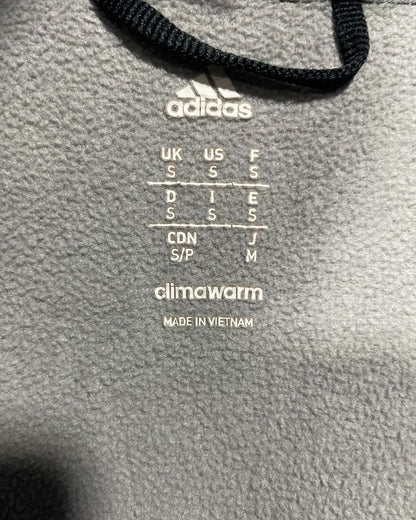 adidas
UK US F
S S S
D I E
S S S
CDN J
S/P M
climawarm
MADE IN VIETNAM